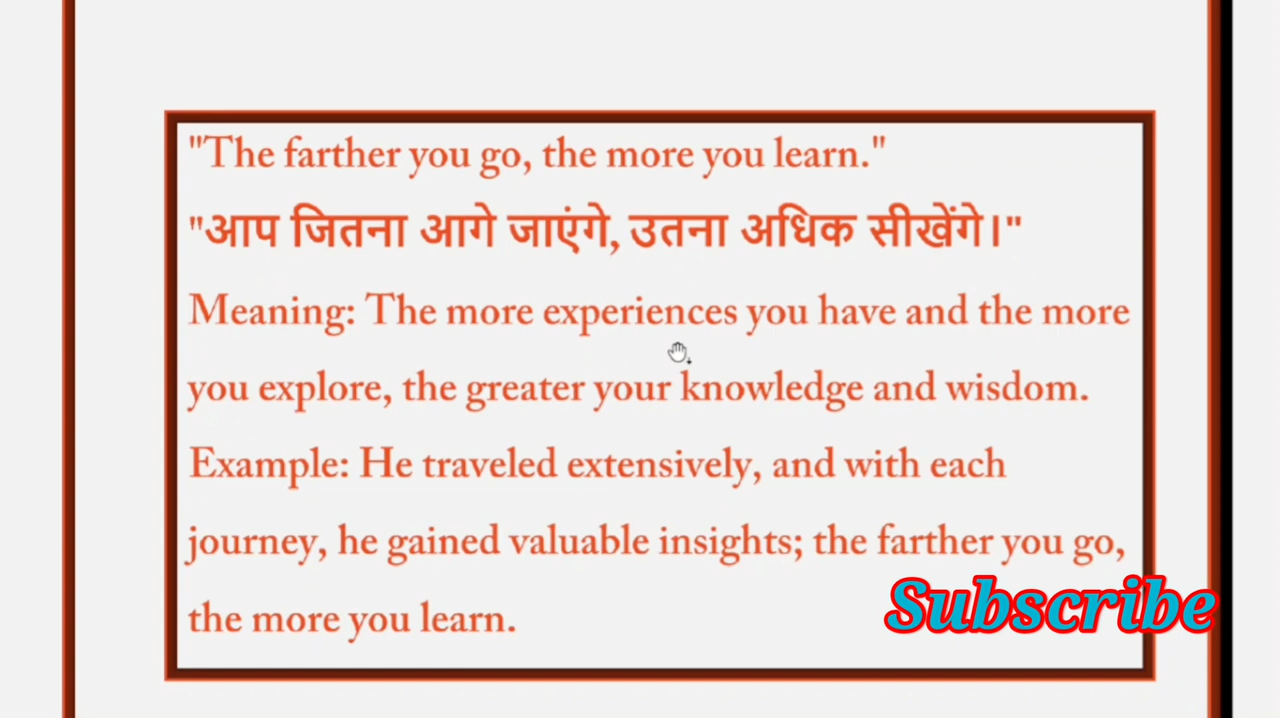 "The farther you go, the more you learn."
"आप जितना आगे जाएंगे, उतना अधिक सीखेंगे।"
Meaning: The more experiences you have and the more
you explore, the greater your knowledge and wisdom.
Example: He traveled extensively, and with each
journey, he gained valuable insights; the farther you go,
the more you learn.
Subscribe